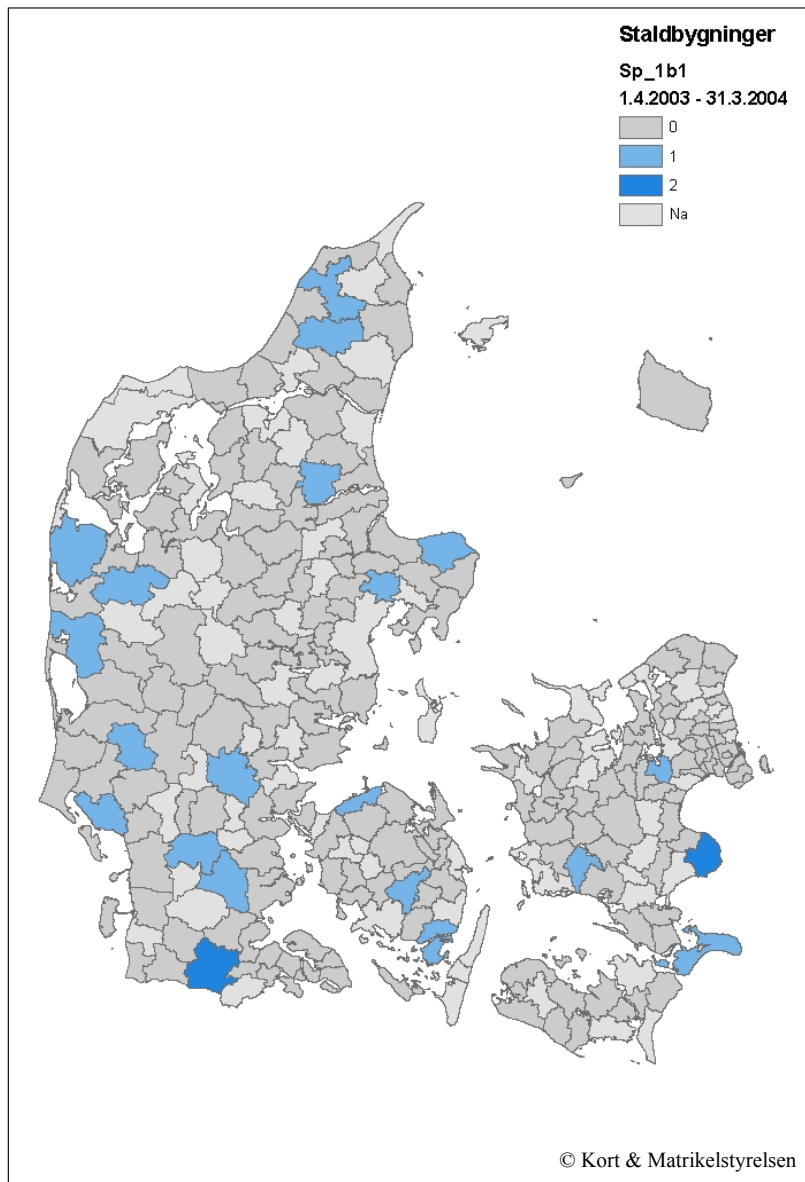 Staldbygninger
Sp_1b1
1.4.2003 - 31.3.2004
0
1
2
Na
© Kort & Matrikelstyrelsen